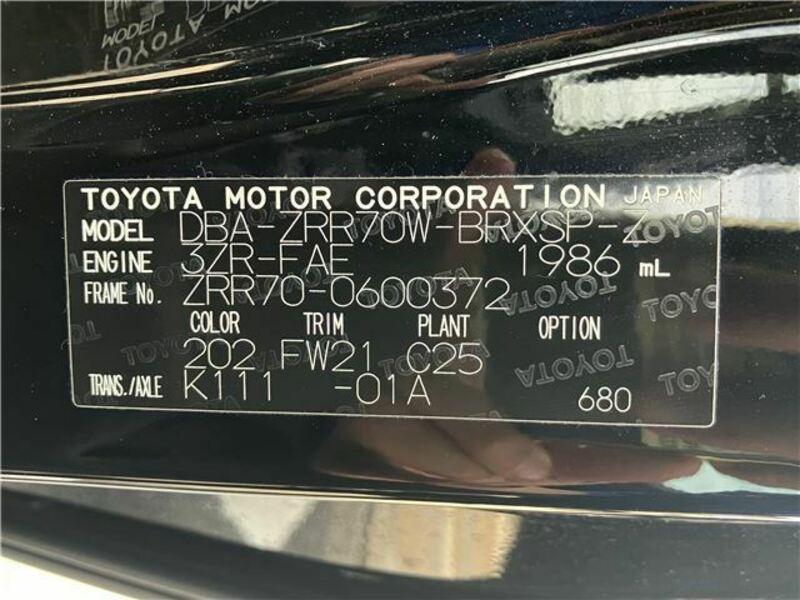 TOYOTA MOTOR CORPORATION JAPAN
MODEL DBA-ZRR70W-BRXSP-Z
ENGINE 3ZR-FAE 1986 mL
FRAME No. ZRR70-0600372
COLOR TRIM PLANT OPTION
202 FW21 C25
TRANS./AXLE K111 -01A 680